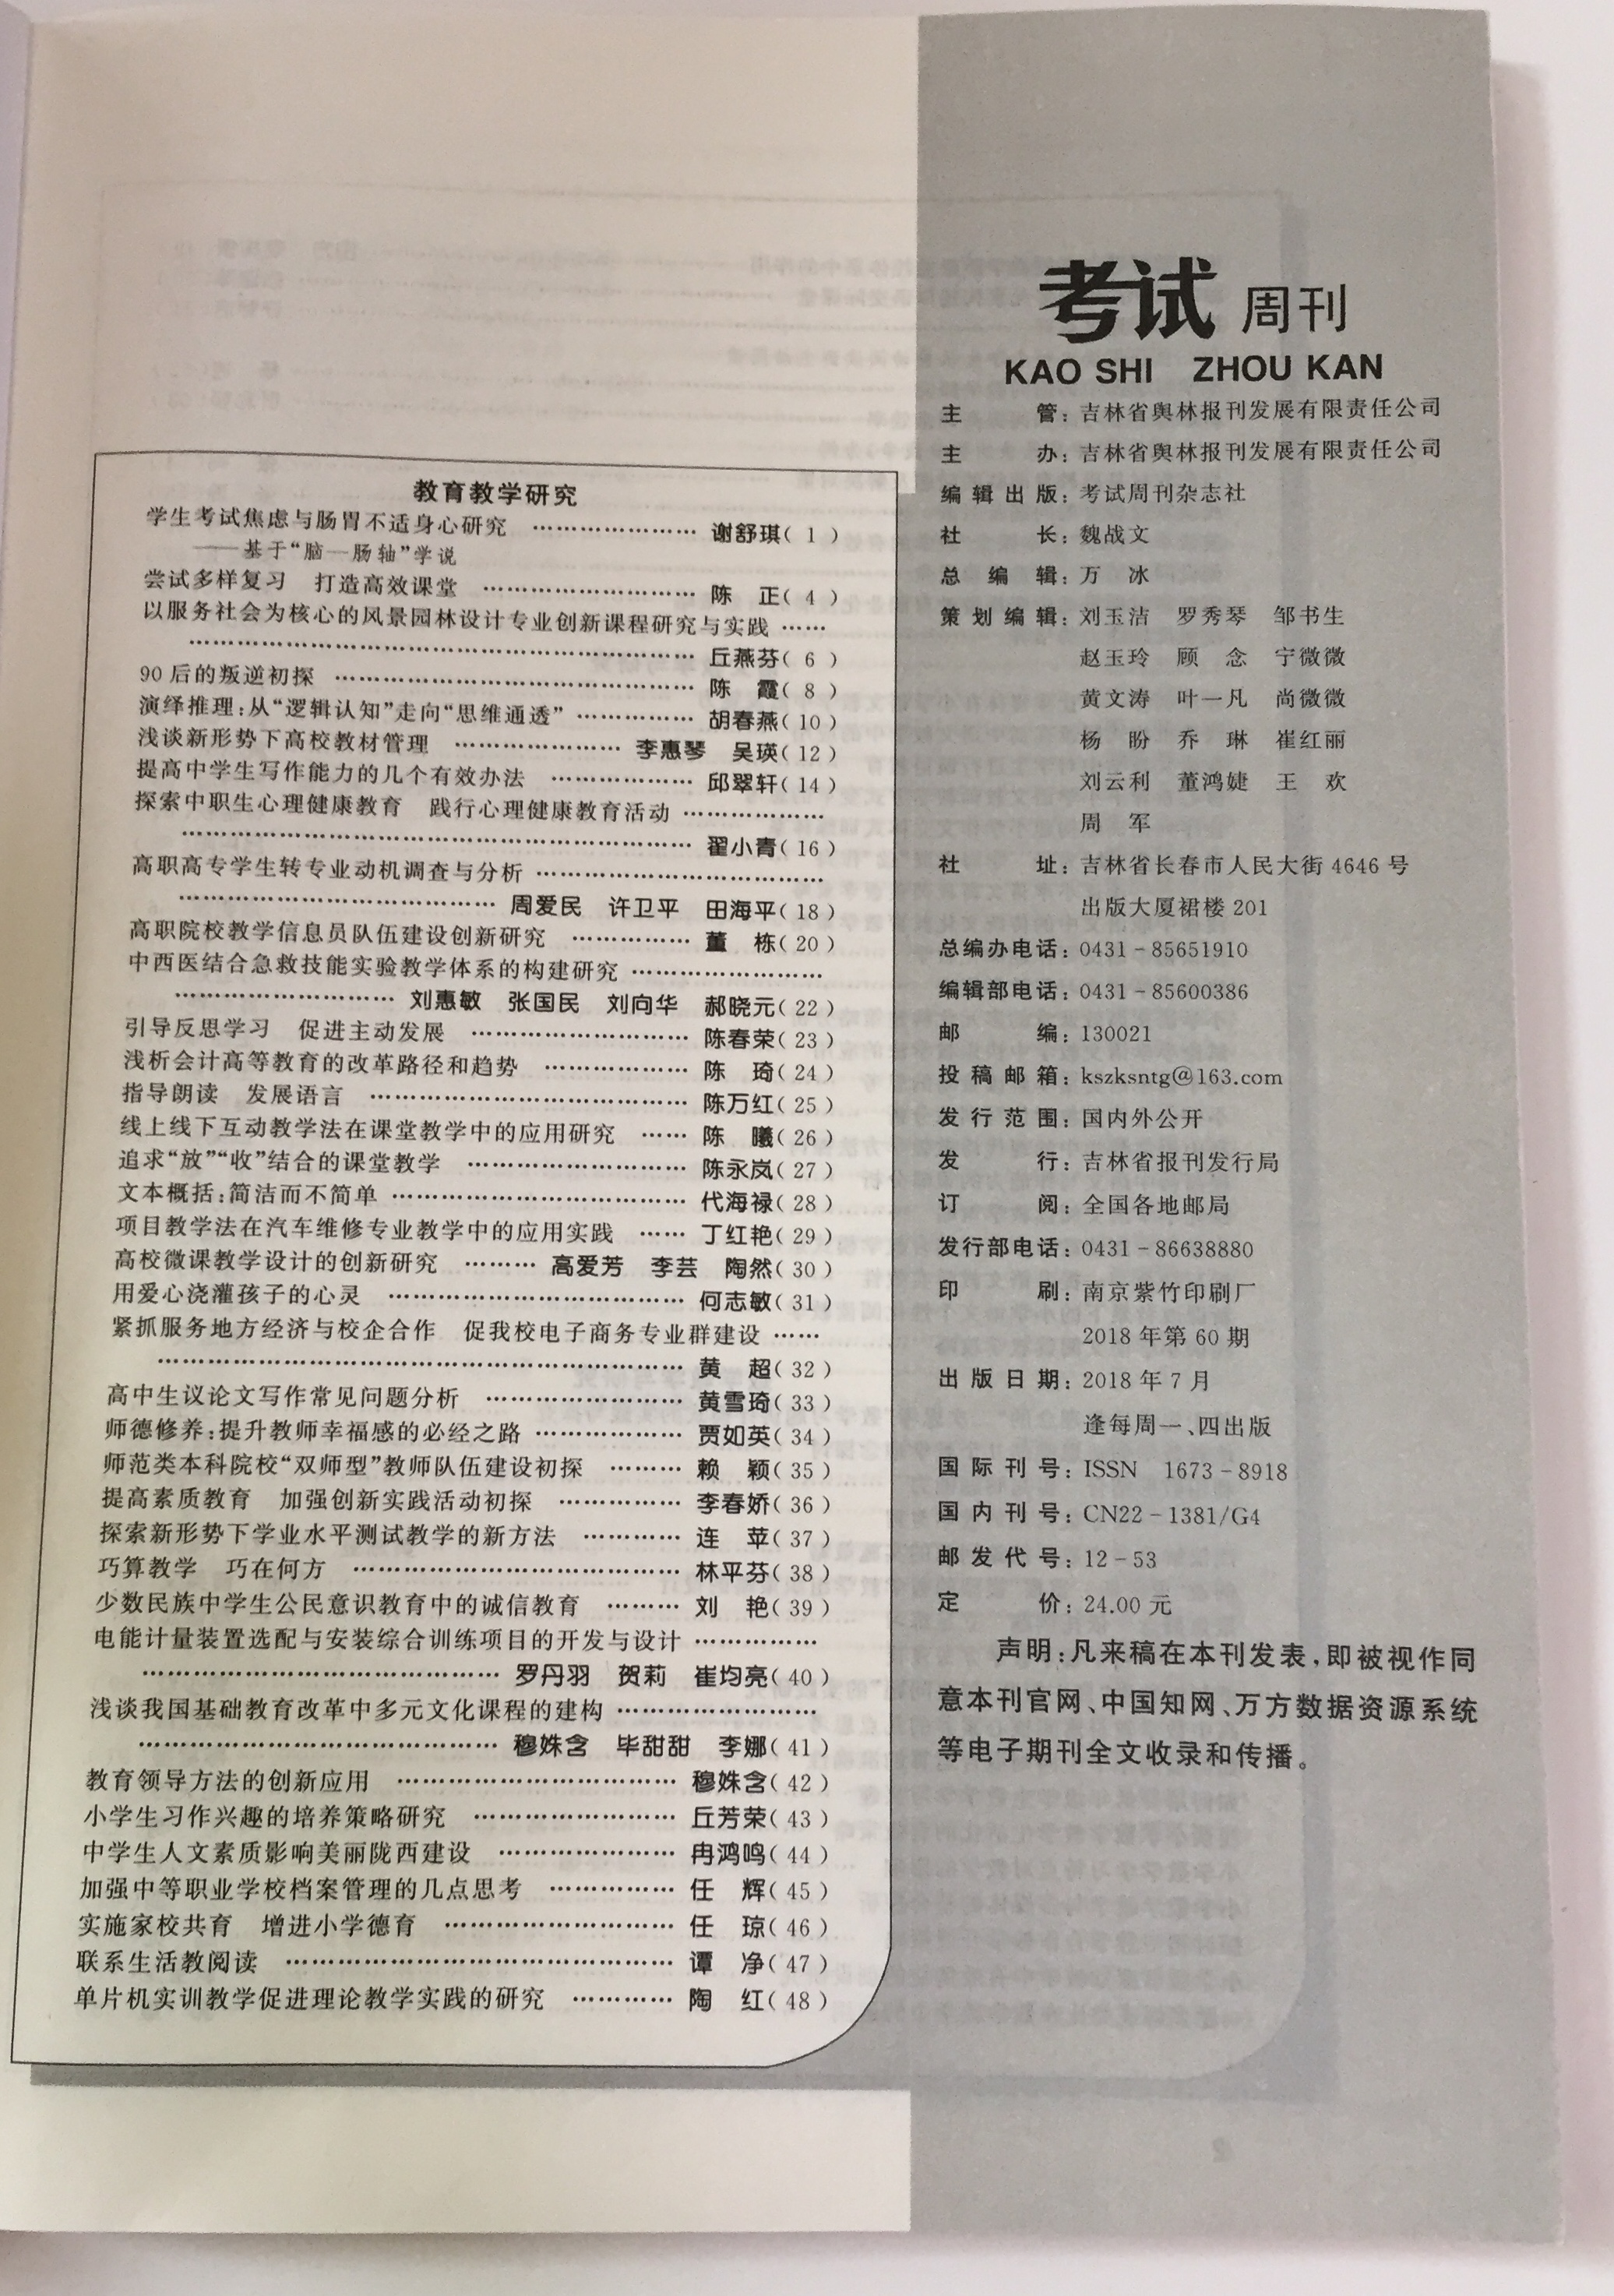 教育教学研究
学生考试焦虑与肠胃不适身心研究 …………………… 谢舒琪( 1 )
——基于“脑—肠轴”学说
尝试多样复习 打造高效课堂 ………………………… 陈 正( 4 )
以服务社会为核心的风景园林设计专业创新课程研究与实践 ……
………………………………………………………… 丘燕芬( 6 )
90后的叛逆初探 ……………………………………… 陈 霞( 8 )
演绎推理:从“逻辑认知”走向“思维通透” …………… 胡春燕( 10 )
浅谈新形势下高校教材管理 ………………… 李惠琴 吴瑛( 12 )
提高中学生写作能力的几个有效办法 ……………… 邱翠轩( 14 )
探索中职生心理健康教育 践行心理健康教育活动 ………………
………………………………………………………… 翟小青( 16 )
高职高专学生转专业动机调查与分析 ………………………………
………………………………… 周爱民 许卫平 田海平( 18 )
高职院校教学信息员队伍建设创新研究 …………… 董 栋( 20 )
中西医结合急救技能实验教学体系的构建研究 ……………………
………………………… 刘惠敏 张国民 刘向华 郝晓元( 22 )
引导反思学习 促进主动发展 ………………………… 陈春荣( 23 )
浅析会计高等教育的改革路径和趋势 ……………… 陈 琦( 24 )
指导朗读 发展语言 …………………………………… 陈万红( 25 )
线上线下互动教学法在课堂教学中的应用研究 …… 陈 曦( 26 )
追求“放”“收”结合的课堂教学 ……………………… 陈永岚( 27 )
文本概括:简洁而不简单 ……………………………… 代海禄( 28 )
项目教学法在汽车维修专业教学中的应用实践 …… 丁红艳( 29 )
高校微课教学设计的创新研究 ……… 高爱芳 李芸 陶然( 30 )
用爱心浇灌孩子的心灵 ……………………………… 何志敏( 31 )
紧抓服务地方经济与校企合作 促我校电子商务专业群建设 ……
………………………………………………………… 黄 超( 32 )
高中生议论文写作常见问题分析 …………………… 黄雪琦( 33 )
师德修养:提升教师幸福感的必经之路 ……………… 贾如英( 34 )
师范类本科院校“双师型”教师队伍建设初探 ……… 赖 颖( 35 )
提高素质教育 加强创新实践活动初探 …………… 李春娇( 36 )
探索新形势下学业水平测试教学的新方法 ………… 连 苹( 37 )
巧算教学 巧在何方 …………………………………… 林平芬( 38 )
少数民族中学生公民意识教育中的诚信教育 ……… 刘 艳( 39 )
电能计量装置选配与安装综合训练项目的开发与设计 ……………
……………………………………… 罗丹羽 贺莉 崔均亮( 40 )
浅谈我国基础教育改革中多元文化课程的建构 ……………………
……………………………………… 穆姝含 毕甜甜 李娜( 41 )
教育领导方法的创新应用 …………………………… 穆姝含( 42 )
小学生习作兴趣的培养策略研究 …………………… 丘芳荣( 43 )
中学生人文素质影响美丽陇西建设 ………………… 冉鸿鸣( 44 )
加强中等职业学校档案管理的几点思考 …………… 任 辉( 45 )
实施家校共育 增进小学德育 ………………………… 任 琼( 46 )
联系生活教阅读 ……………………………………… 谭 净( 47 )
单片机实训教学促进理论教学实践的研究 ………… 陶 红( 48 )
考试 周刊
KAO SHI ZHOU KAN
主 管:吉林省舆林报刊发展有限责任公司
主 办:吉林省舆林报刊发展有限责任公司
编辑出版:考试周刊杂志社
社 长:魏战文
总 编 辑:万 冰
策划编辑:刘玉洁 罗秀琴 邹书生
赵玉玲 顾 念 宁微微
黄文涛 叶一凡 尚微微
杨 盼 乔 琳 崔红丽
刘云利 董鸿婕 王 欢
周 军
社 址:吉林省长春市人民大街4646号
出版大厦裙楼201
总编办电话:0431-85651910
编辑部电话:0431-85600386
邮 编:130021
投稿邮箱:kszksntg@163.com
发行范围:国内外公开
发 行:吉林省报刊发行局
订 阅:全国各地邮局
发行部电话:0431-86638880
印 刷:南京紫竹印刷厂
2018年第60期
出版日期:2018年7月
逢每周一、四出版
国际刊号:ISSN 1673-8918
国内刊号:CN22-1381/G4
邮发代号:12-53
定 价:24.00元
声明:凡来稿在本刊发表,即被视作同
意本刊官网、中国知网、万方数据资源系统
等电子期刊全文收录和传播。